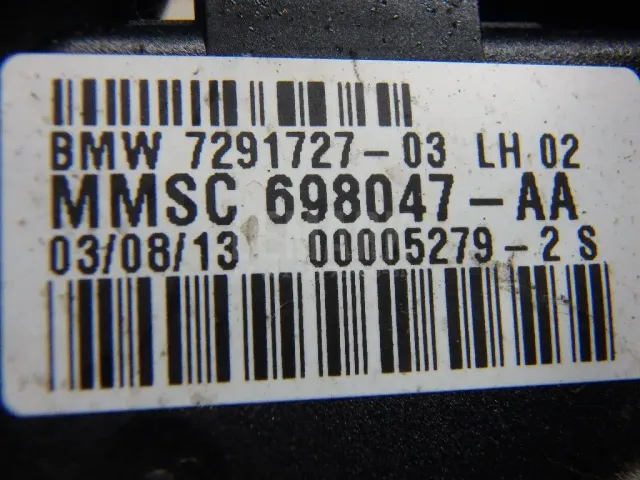 BMW 7291727-03 LH 02
MMSC 698047-AA
03/08/13 00005279-2 S